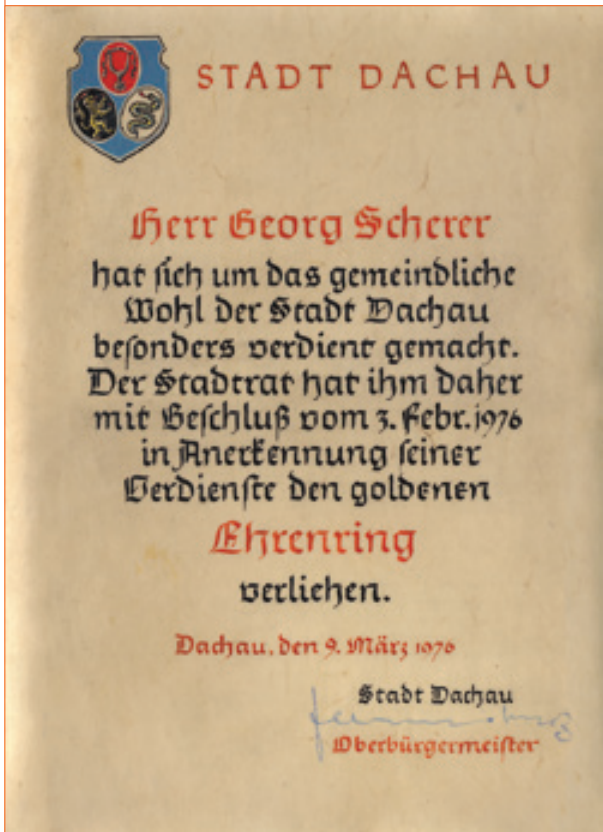 STADT DACHAU
Herr Georg Scherer
hat sich um das gemeindliche
Wohl der Stadt Dachau
besonders verdient gemacht.
Der Stadtrat hat ihm daher
mit Beschluß vom 3. Febr. 1976
in Anerkennung seiner
Verdienste den goldenen
Ehrenring
verliehen.
Dachau, den 9. März 1976
Stadt Dachau
Oberbürgermeister